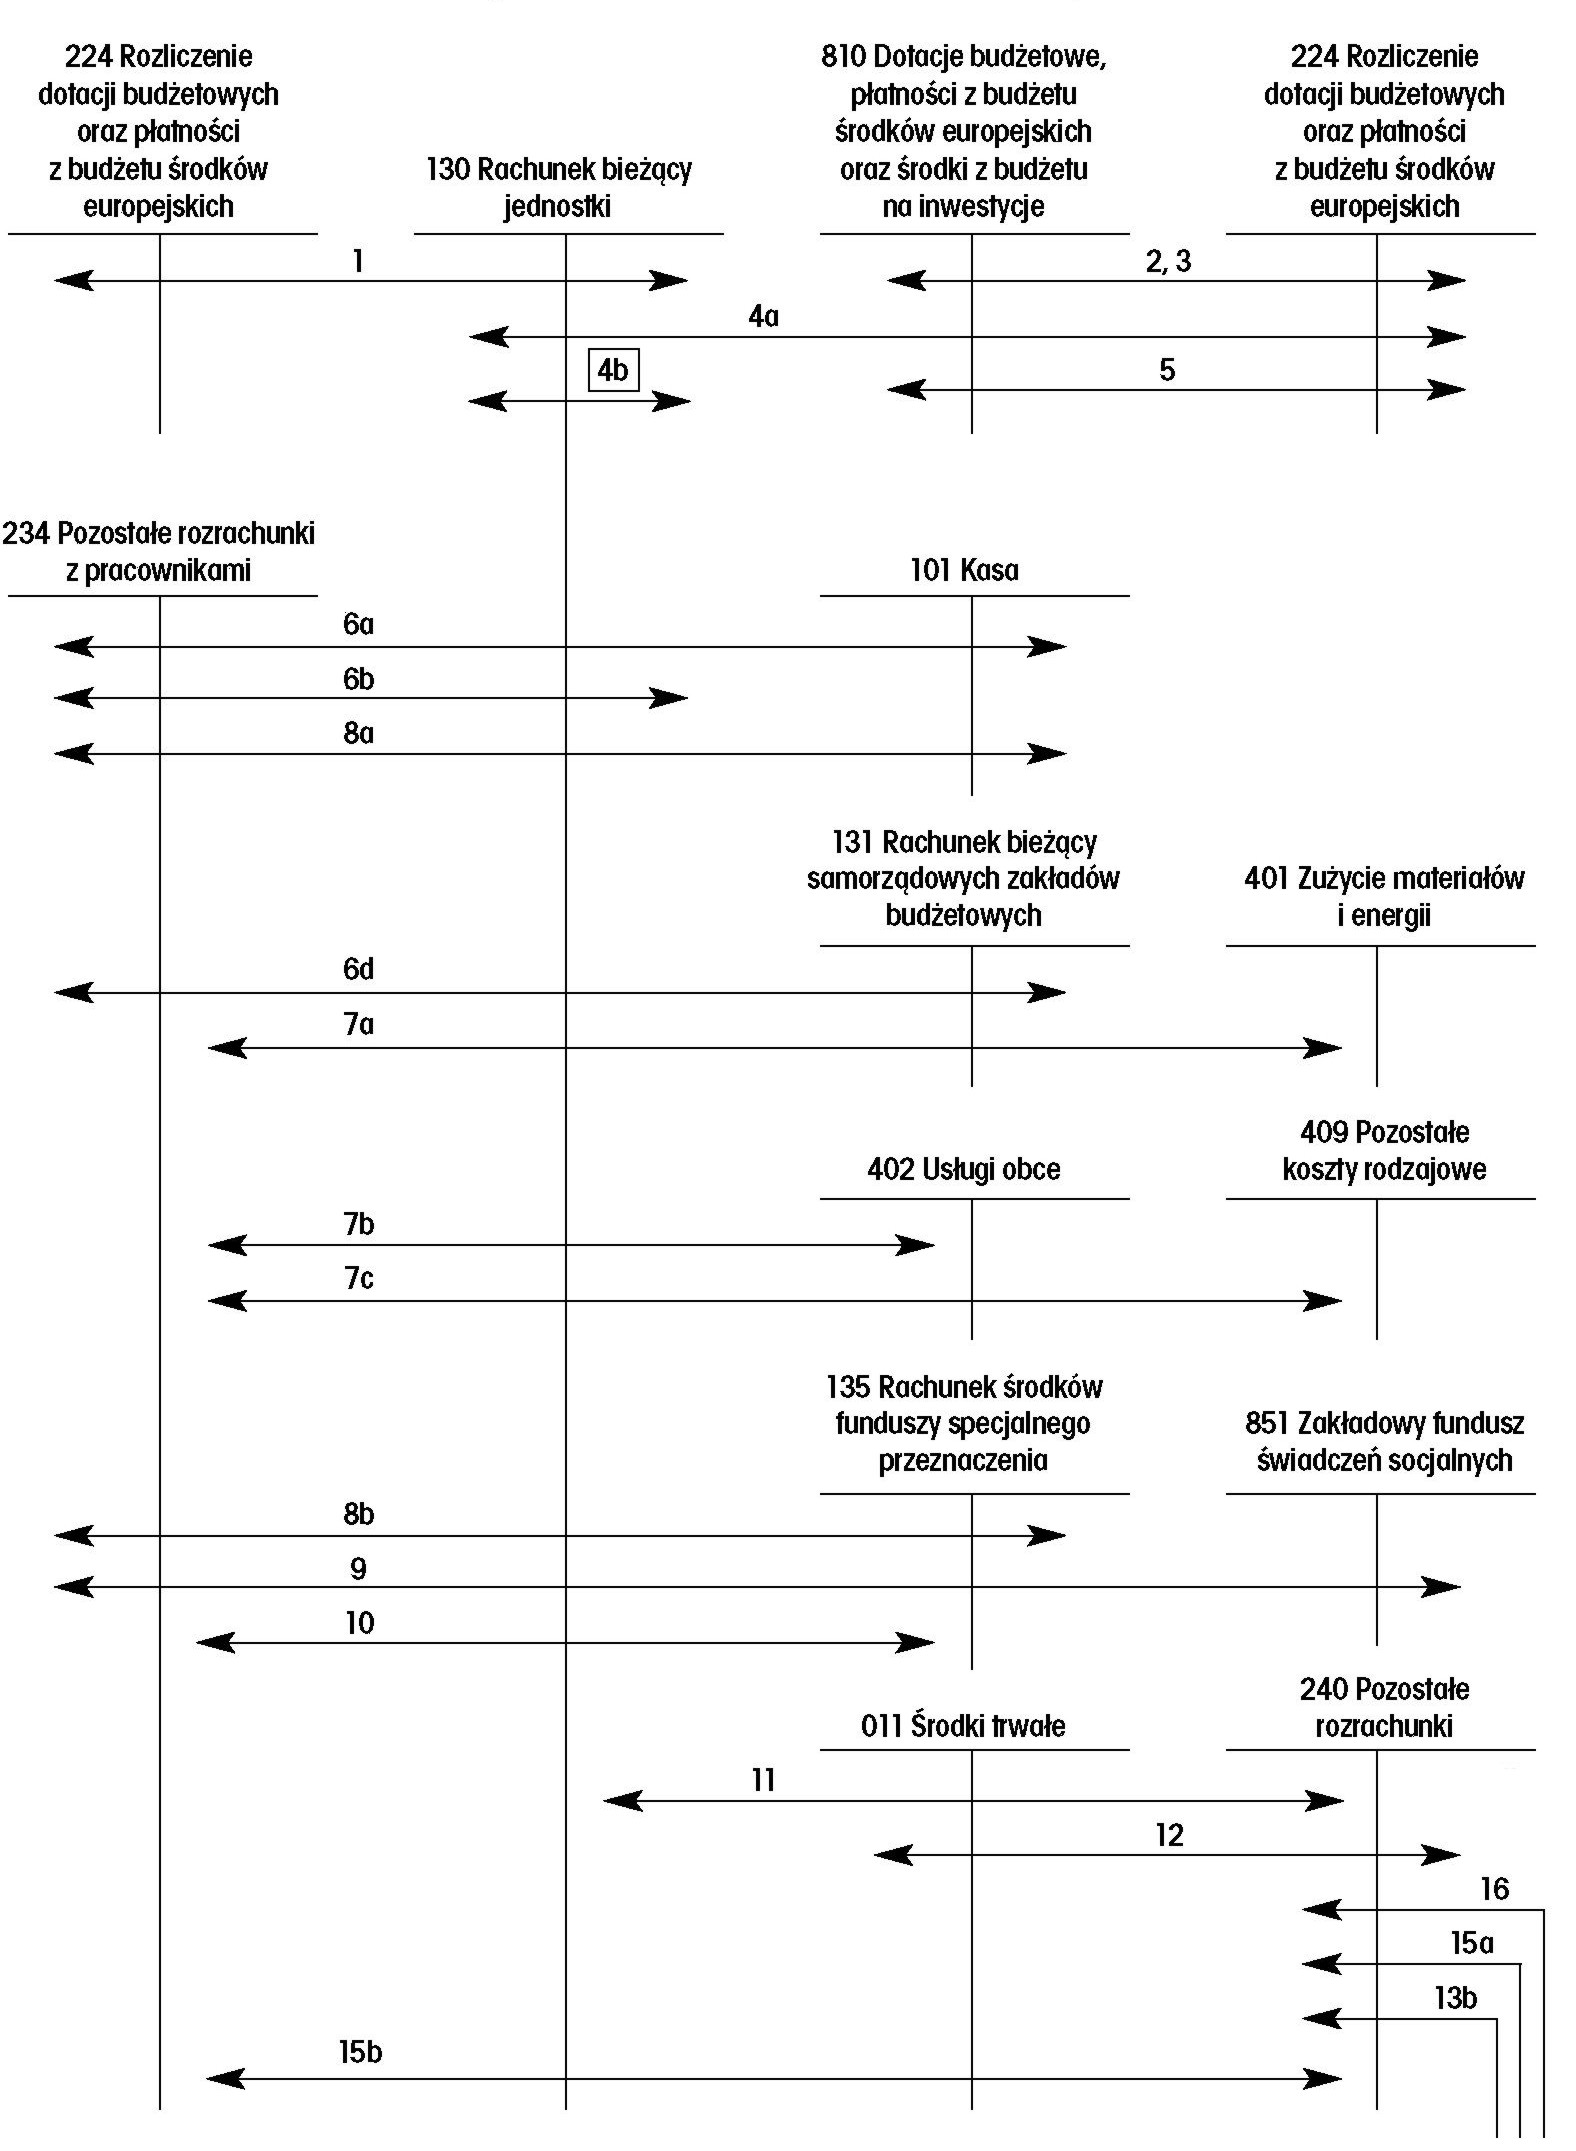 224 Rozliczenie
dotacji budżetowych
oraz płatności
z budżetu środków
europejskich
130 Rachunek bieżący
jednostki
810 Dotacje budżetowe,
płatności z budżetu
środków europejskich
oraz środki z budżetu
na inwestycje
224 Rozliczenie
dotacji budżetowych
oraz płatności
z budżetu środków
europejskich
1
2, 3
4a
4b
5
234 Pozostałe rozrachunki
z pracownikami
101 Kasa
6a
6b
8a
131 Rachunek bieżący
samorządowych zakładów
budżetowych
401 Zużycie materiałów
i energii
6d
7a
402 Usługi obce
409 Pozostałe
koszty rodzajowe
7b
7c
135 Rachunek środków
funduszy specjalnego
przeznaczenia
851 Zakładowy fundusz
świadczeń socjalnych
8b
9
10
011 Środki trwałe
240 Pozostałe
rozrachunki
11
12
16
15a
13b
15b